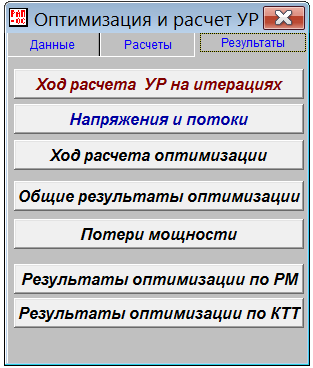 Оптимизация и расчет УР
Данные Расчеты Результаты
Ход расчета УР на итерациях
Напряжения и потоки
Ход расчета оптимизации
Общие результаты оптимизации
Потери мощности
Результаты оптимизации по РМ
Результаты оптимизации по КТТ